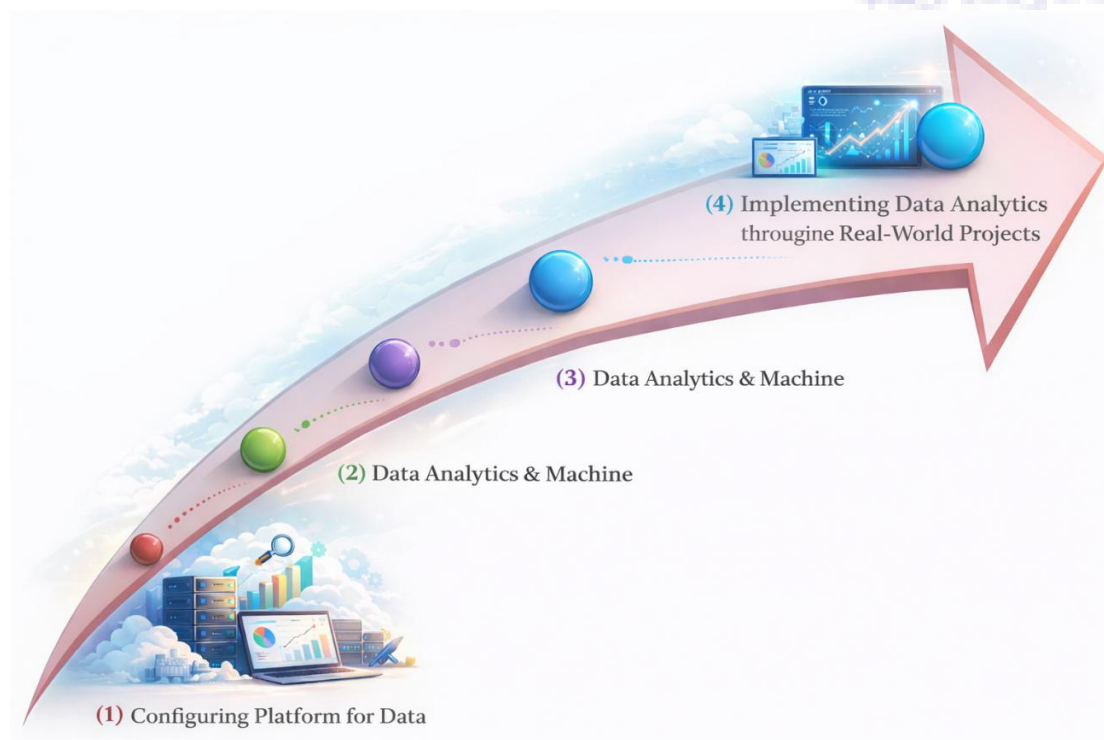 (4) Implementing Data Analytics
througine Real-World Projects
(3) Data Analytics & Machine
(2) Data Analytics & Machine
(1) Configuring Platform for Data